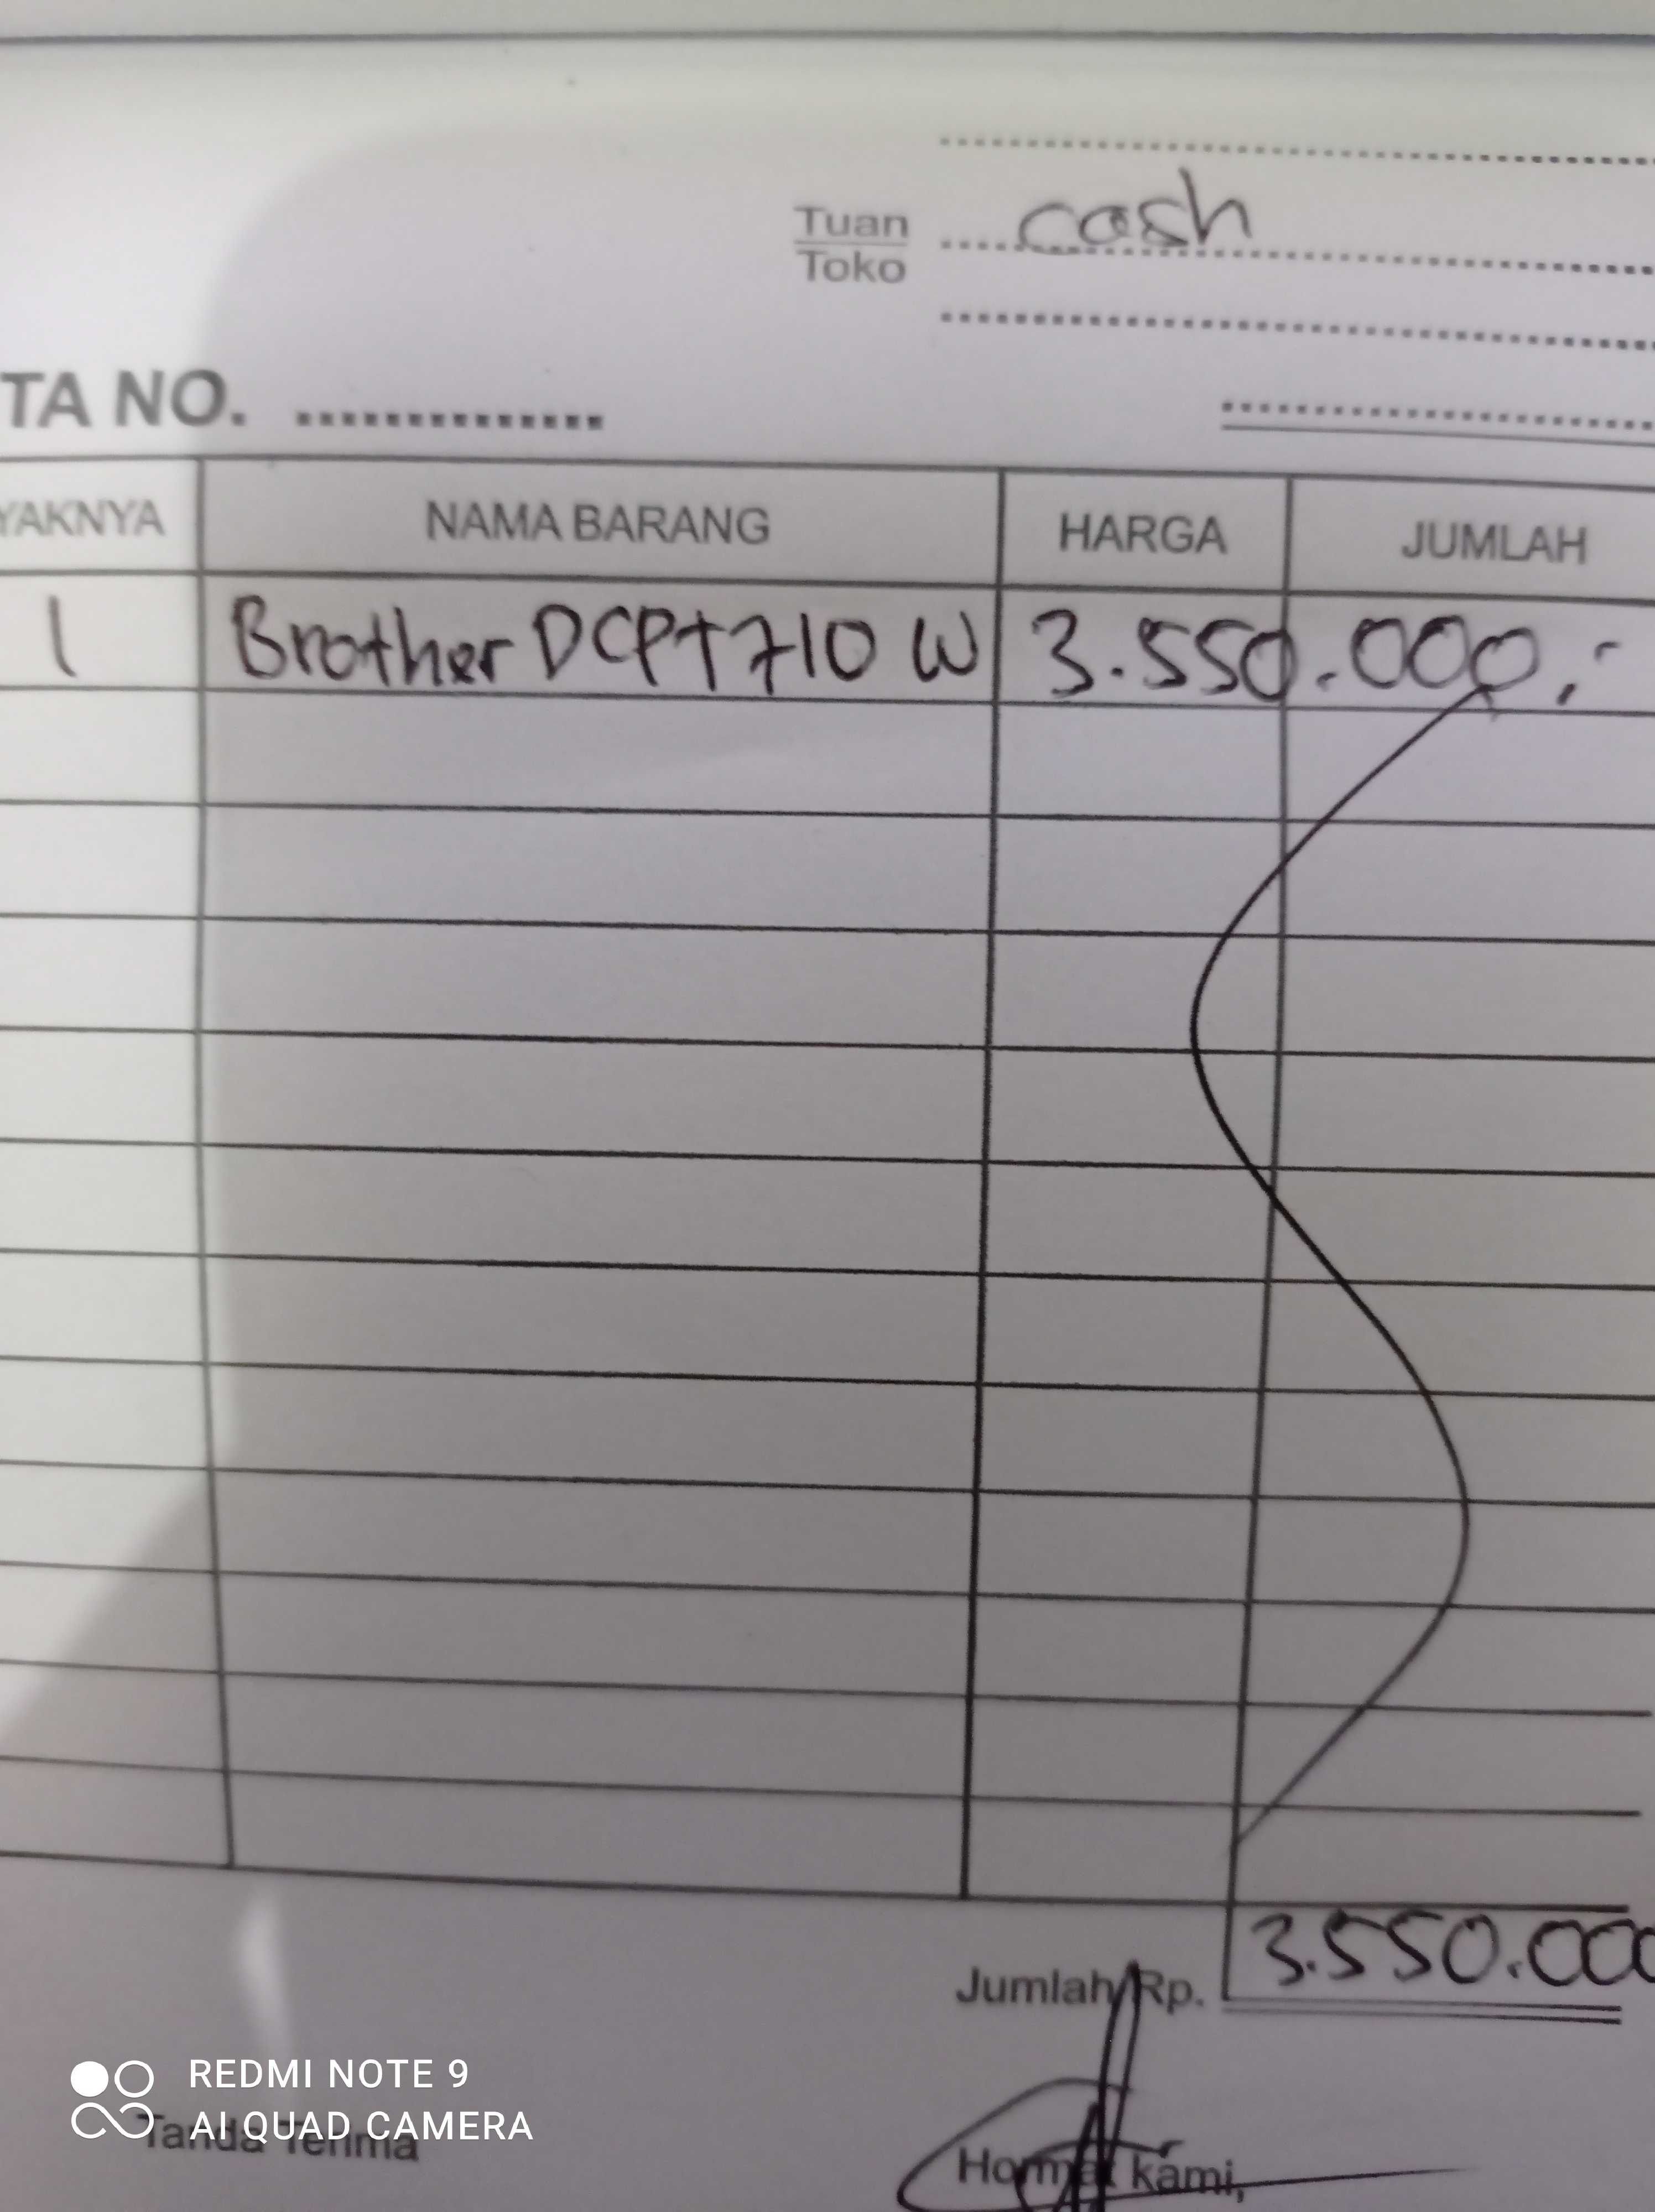 Tuan cash
Toko
TA NO. ..............
YAKNYA NAMA BARANG HARGA JUMLAH
1 Brother DCPT710 W 3.550.000,-
Jumlah Rp. 3.550.000
Tanda Terima Hormat kami,
REDMI NOTE 9
AI QUAD CAMERA